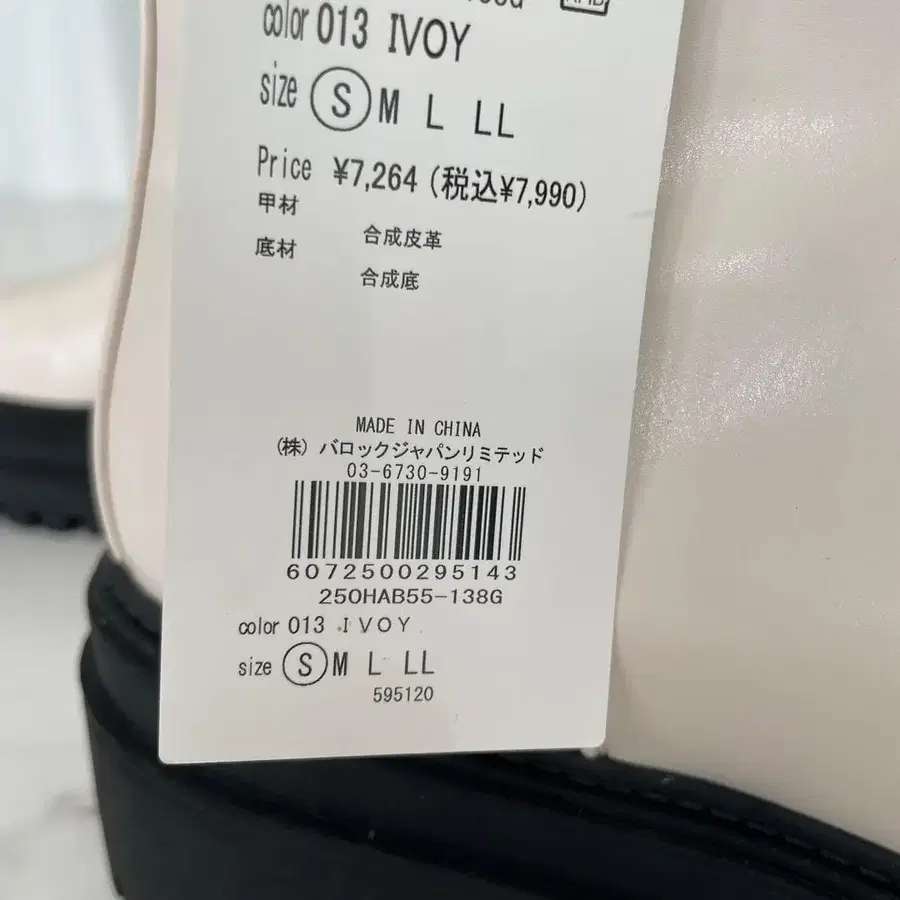 color 013 IVOY
size S M L LL
Price ¥7,264 (税込¥7,990)
甲材 合成皮革
底材 合成底
MADE IN CHINA
(株) バロックジャパンリミテッド
03-6730-9191
6072500295143
250HAB55-138G
color 013 IVOY
size S M L LL
595120